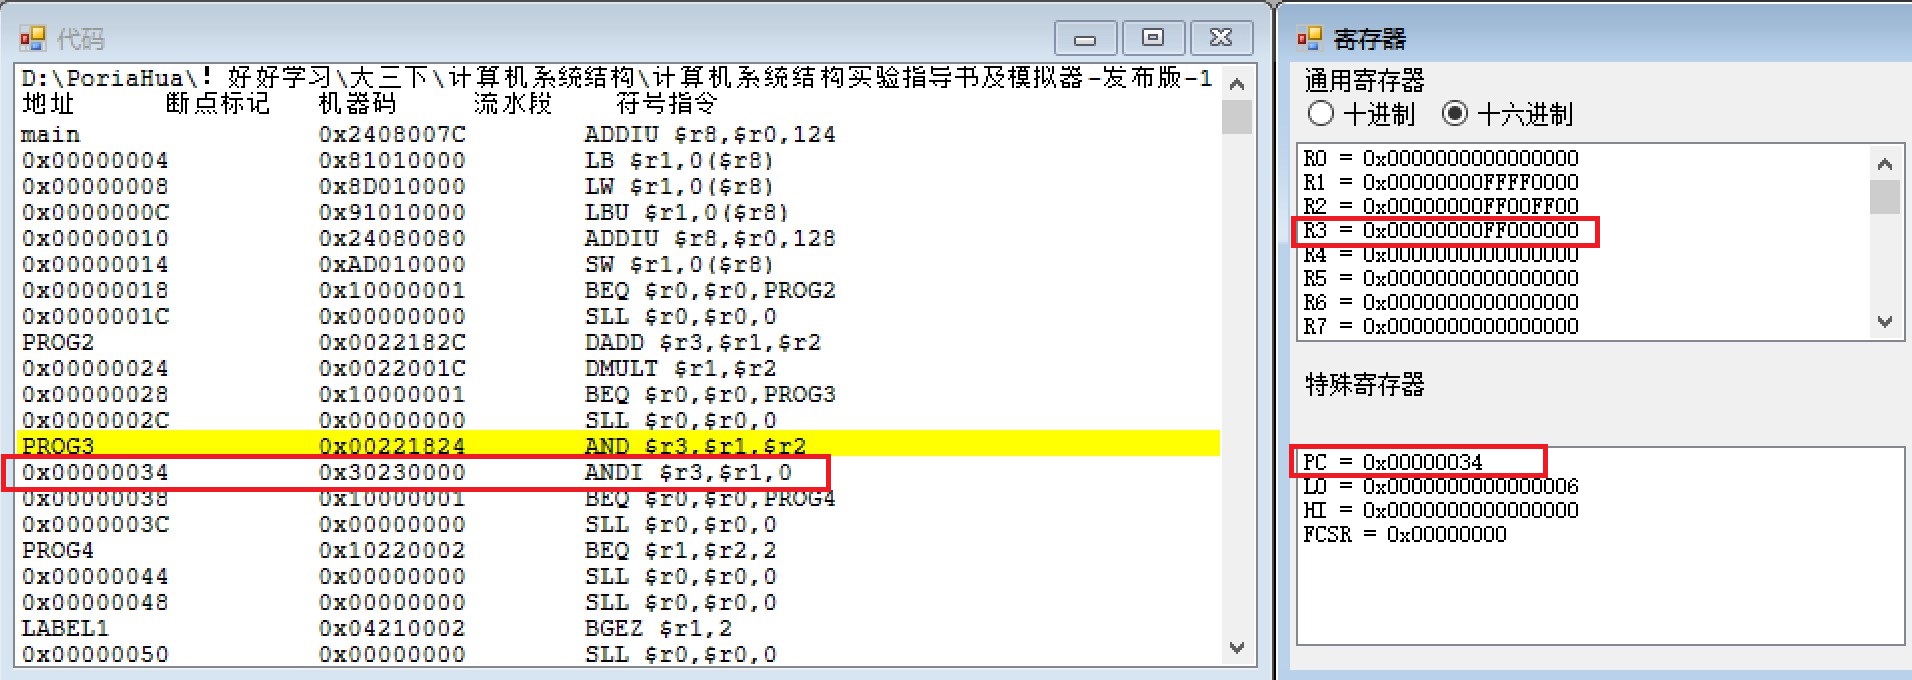 代码
D:\PoriaHua\! 好好学习\大三下\计算机系统结构\计算机系统结构实验指导书及模拟器-发布版-1
地址 断点标记 机器码 流水段 符号指令
main 0x2408007C ADDIU $r8,$r0,124
0x00000004 0x81010000 LB $r1,0($r8)
0x00000008 0x8D010000 LW $r1,0($r8)
0x0000000C 0x91010000 LBU $r1,0($r8)
0x00000010 0x24080080 ADDIU $r8,$r0,128
0x00000014 0xAD010000 SW $r1,0($r8)
0x00000018 0x10000001 BEQ $r0,$r0,PROG2
0x0000001C 0x00000000 SLL $r0,$r0,0
PROG2 0x0022182C DADD $r3,$r1,$r2
0x00000024 0x0022001C DMULT $r1,$r2
0x00000028 0x10000001 BEQ $r0,$r0,PROG3
0x0000002C 0x00000000 SLL $r0,$r0,0
PROG3 0x00221824 AND $r3,$r1,$r2
0x00000034 0x30230000 ANDI $r3,$r1,0
0x00000038 0x10000001 BEQ $r0,$r0,PROG4
0x0000003C 0x00000000 SLL $r0,$r0,0
PROG4 0x10220002 BEQ $r1,$r2,2
0x00000044 0x00000000 SLL $r0,$r0,0
0x00000048 0x00000000 SLL $r0,$r0,0
LABEL1 0x04210002 BGEZ $r1,2
0x00000050 0x00000000 SLL $r0,$r0,0
寄存器
通用寄存器
十进制 十六进制
R0 = 0x0000000000000000
R1 = 0x00000000FFFF0000
R2 = 0x00000000FF00FF00
R3 = 0x00000000FF000000
R4 = 0x0000000000000000
R5 = 0x0000000000000000
R6 = 0x0000000000000000
R7 = 0x0000000000000000
特殊寄存器
PC = 0x00000034
LO = 0x0000000000000006
HI = 0x0000000000000000
FCSR = 0x00000000